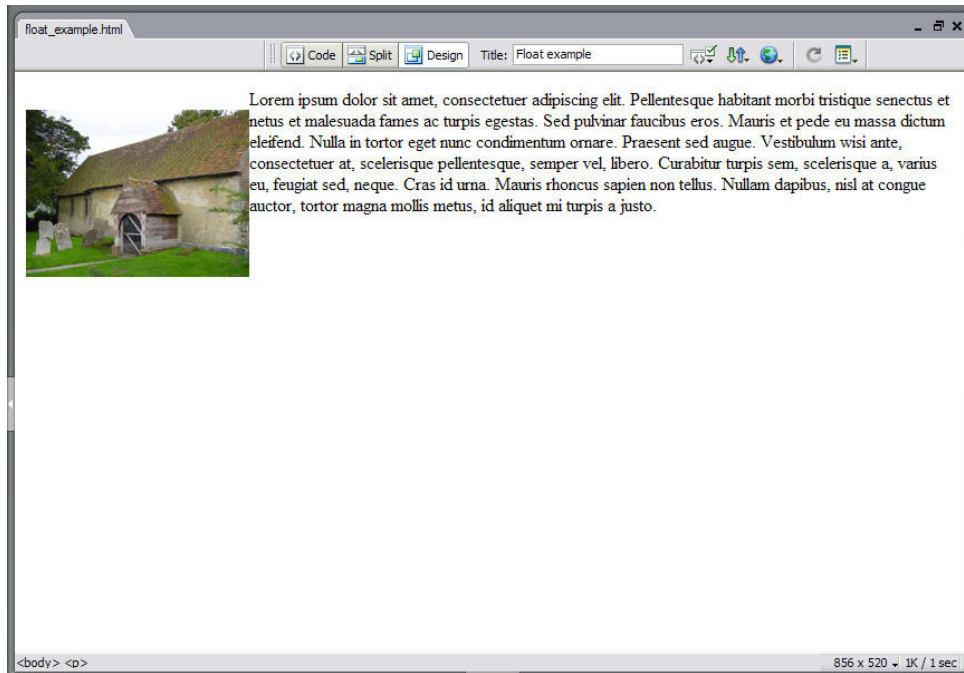 float_example.html
Code Split Design Title: Float example
Lorem ipsum dolor sit amet, consectetuer adipiscing elit. Pellentesque habitant morbi tristique senectus et
netus et malesuada fames ac turpis egestas. Sed pulvinar faucibus eros. Mauris et pede eu massa dictum
eleifend. Nulla in tortor eget nunc condimentum ornare. Praesent sed augue. Vestibulum wisi ante,
consectetuer at, scelerisque pellentesque, semper vel, libero. Curabitur turpis sem, scelerisque a, varius
eu, feugiat sed, neque. Cras id urna. Mauris rhoncus sapien non tellus. Nullam dapibus, nisl at congue
auctor, tortor magna mollis metus, id aliquet mi turpis a justo.
<body> <p> 856 x 520 1K / 1 sec